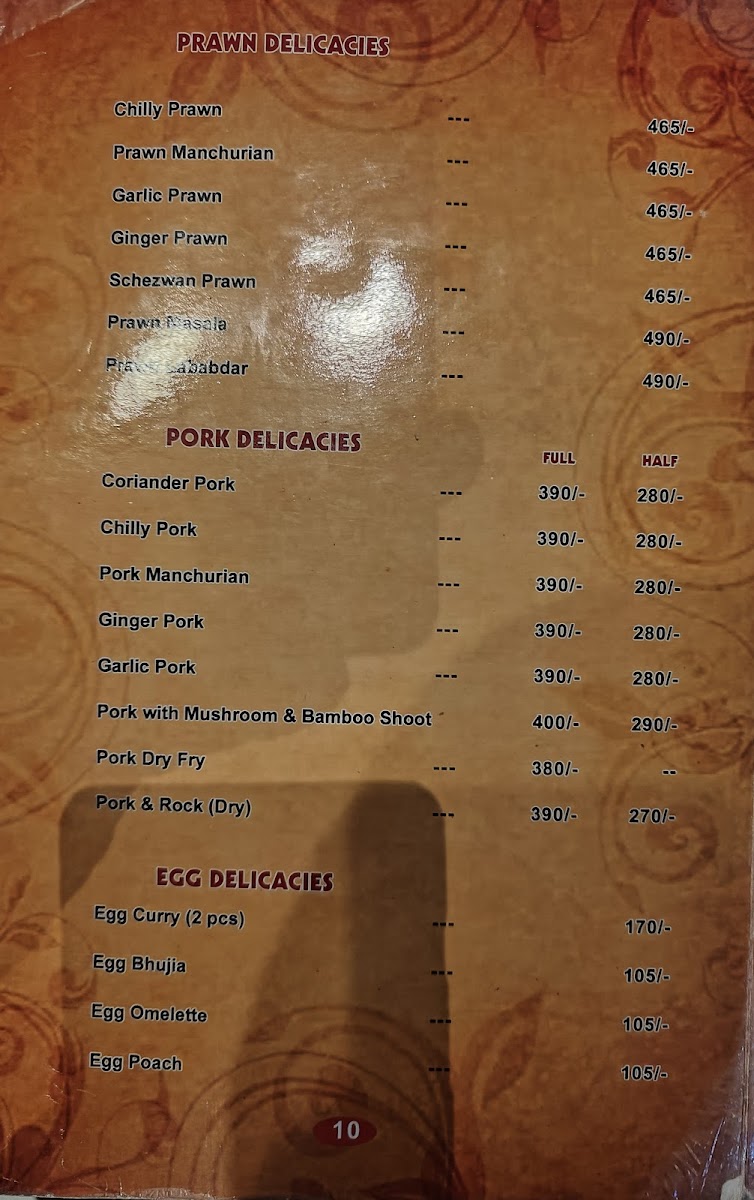 PRAWN DELICACIES
Chilly Prawn --- 465/-
Prawn Manchurian --- 465/-
Garlic Prawn --- 465/-
Ginger Prawn --- 465/-
Schezwan Prawn --- 465/-
Prawn Masala --- 490/-
Prawn Lababdar --- 490/-
PORK DELICACIES FULL HALF
Coriander Pork --- 390/- 280/-
Chilly Pork --- 390/- 280/-
Pork Manchurian --- 390/- 280/-
Ginger Pork --- 390/- 280/-
Garlic Pork --- 390/- 280/-
Pork with Mushroom & Bamboo Shoot 400/- 290/-
Pork Dry Fry --- 380/- --
Pork & Rock (Dry) --- 390/- 270/-
EGG DELICACIES
Egg Curry (2 pcs) --- 170/-
Egg Bhujia --- 105/-
Egg Omelette --- 105/-
Egg Poach --- 105/-
10